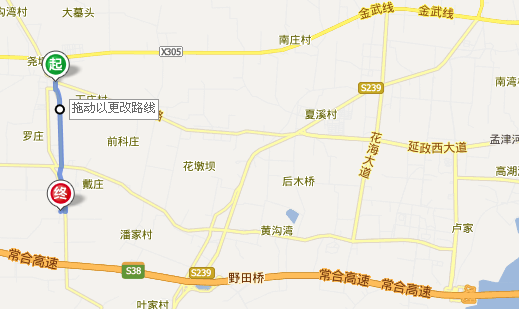 沟湾村
大墓头
金武线
金武线
南庄村
X305
尧
起
S239
南湾
拖动以更改路线
夏溪村
罗庄
前科庄
花海大道
延政西大道
孟津河
花墩坝
高湖
戴庄
后木桥
终
潘家村
黄沟湾
卢家
常合高速
S38
S239
野田桥
常合高速
常合高速
叶家村